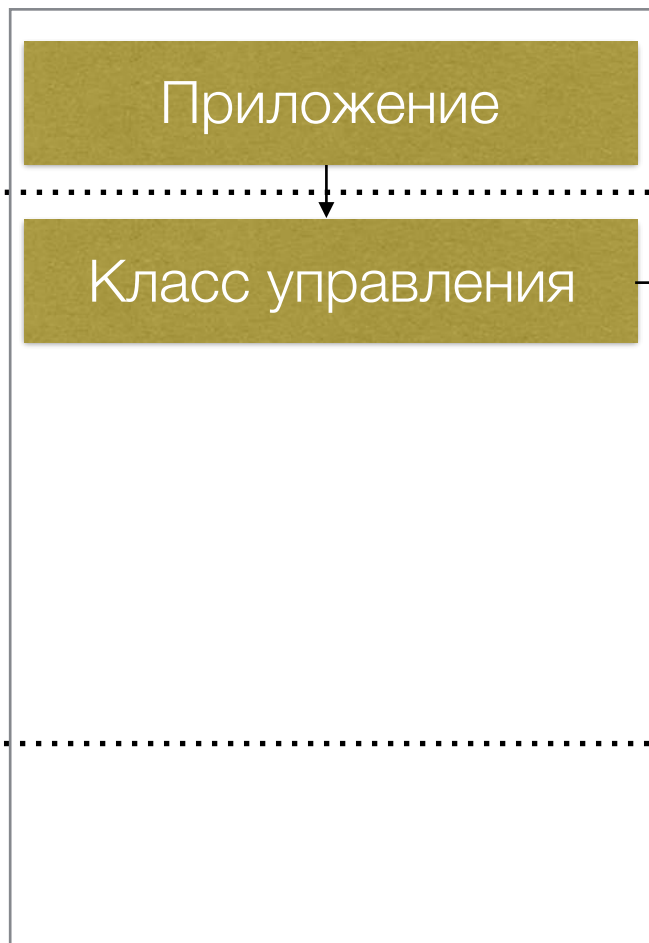 Приложение
Класс управления